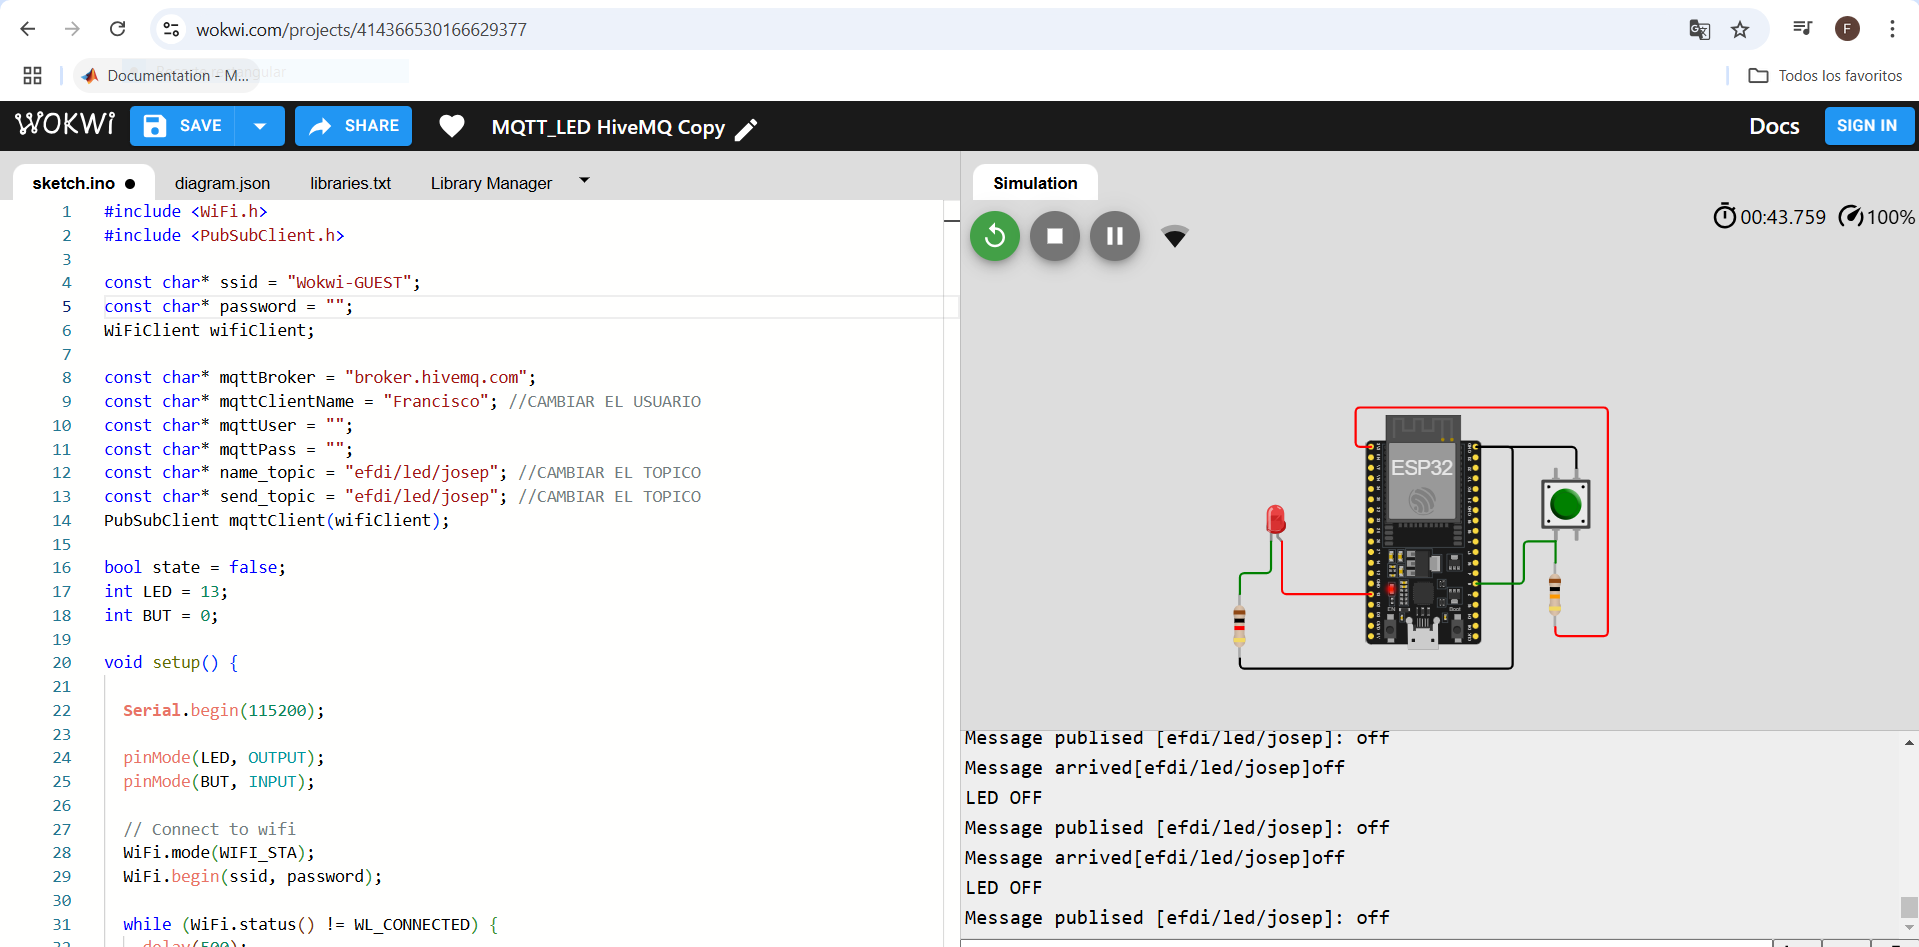 wokwi.com/projects/414366530166629377
F
Documentation - M...
Todos los favoritos
WOKWi
SAVE
SHARE
MQTT_LED HiveMQ Copy
Docs
SIGN IN
sketch.ino ●
diagram.json
libraries.txt
Library Manager
Simulation
00:43.759
100%
1 #include <WiFi.h>
2 #include <PubSubClient.h>
3
4 const char* ssid = "Wokwi-GUEST";
5 const char* password = "";
6 WiFiClient wifiClient;
7
8 const char* mqttBroker = "broker.hivemq.com";
9 const char* mqttClientName = "Francisco"; //CAMBIAR EL USUARIO
10 const char* mqttUser = "";
11 const char* mqttPass = "";
12 const char* name_topic = "efdi/led/josep"; //CAMBIAR EL TOPICO
13 const char* send_topic = "efdi/led/josep"; //CAMBIAR EL TOPICO
14 PubSubClient mqttClient(wifiClient);
15
16 bool state = false;
17 int LED = 13;
18 int BUT = 0;
19
20 void setup() {
21
22 Serial.begin(115200);
23
24 pinMode(LED, OUTPUT);
25 pinMode(BUT, INPUT);
26
27 // Connect to wifi
28 WiFi.mode(WIFI_STA);
29 WiFi.begin(ssid, password);
30
31 while (WiFi.status() != WL_CONNECTED) {
32 delay(500);
ESP32
Message publised [efdi/led/josep]: off
Message arrived[efdi/led/josep]off
LED OFF
Message publised [efdi/led/josep]: off
Message arrived[efdi/led/josep]off
LED OFF
Message publised [efdi/led/josep]: off